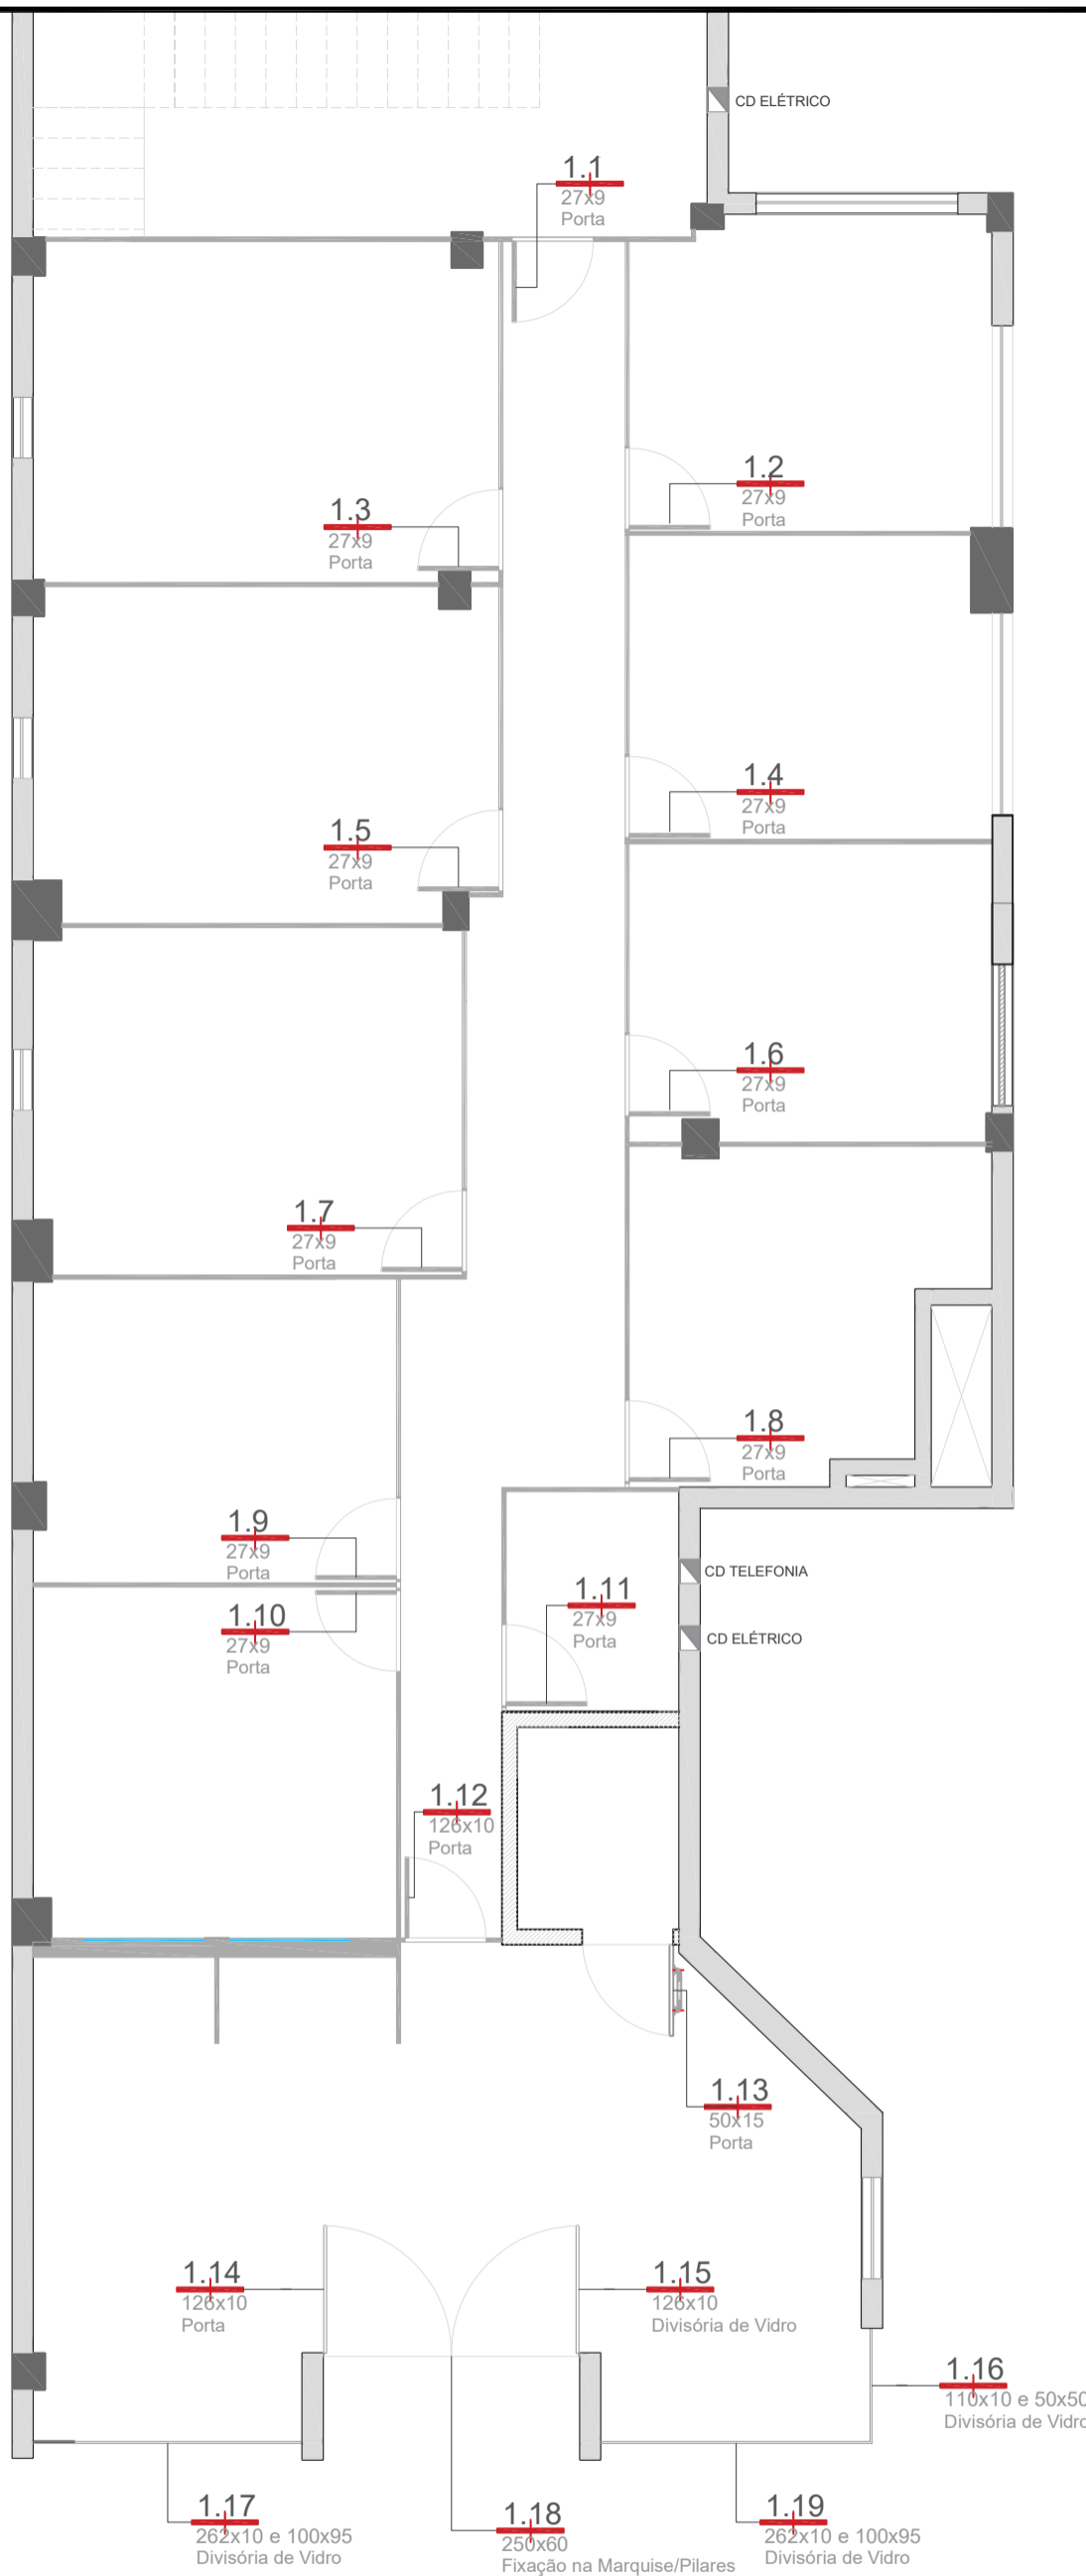 CD ELÉTRICO
1.1
27x9
Porta
1.2
27x9
Porta
1.3
27x9
Porta
1.4
27x9
Porta
1.5
27x9
Porta
1.6
27x9
Porta
1.7
27x9
Porta
1.8
27x9
Porta
1.9
27x9
Porta
CD TELEFONIA
1.10
27x9
Porta
1.11
27x9
Porta
CD ELÉTRICO
1.12
126x10
Porta
1.13
50x15
Porta
1.14
126x10
Porta
1.15
126x10
Divisória de Vidro
1.16
110x10 e 50x50
Divisória de Vidro
1.17
262x10 e 100x95
Divisória de Vidro
1.18
250x60
Fixação na Marquise/Pilares
1.19
262x10 e 100x95
Divisória de Vidro